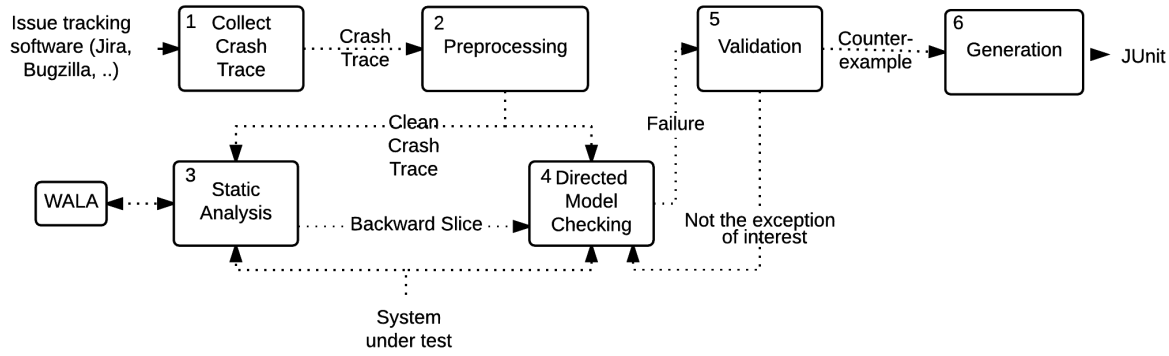 Issue tracking
software (Jira,
Bugzilla, ..)
1 Collect
Crash
Trace
Crash
Trace
2
Preprocessing
Clean
Crash
Trace
WALA
3
Static
Analysis
Backward Slice
4 Directed
Model
Checking
System
under test
Failure
5
Validation
Not the exception
of interest
Counter-
example
6
Generation
JUnit